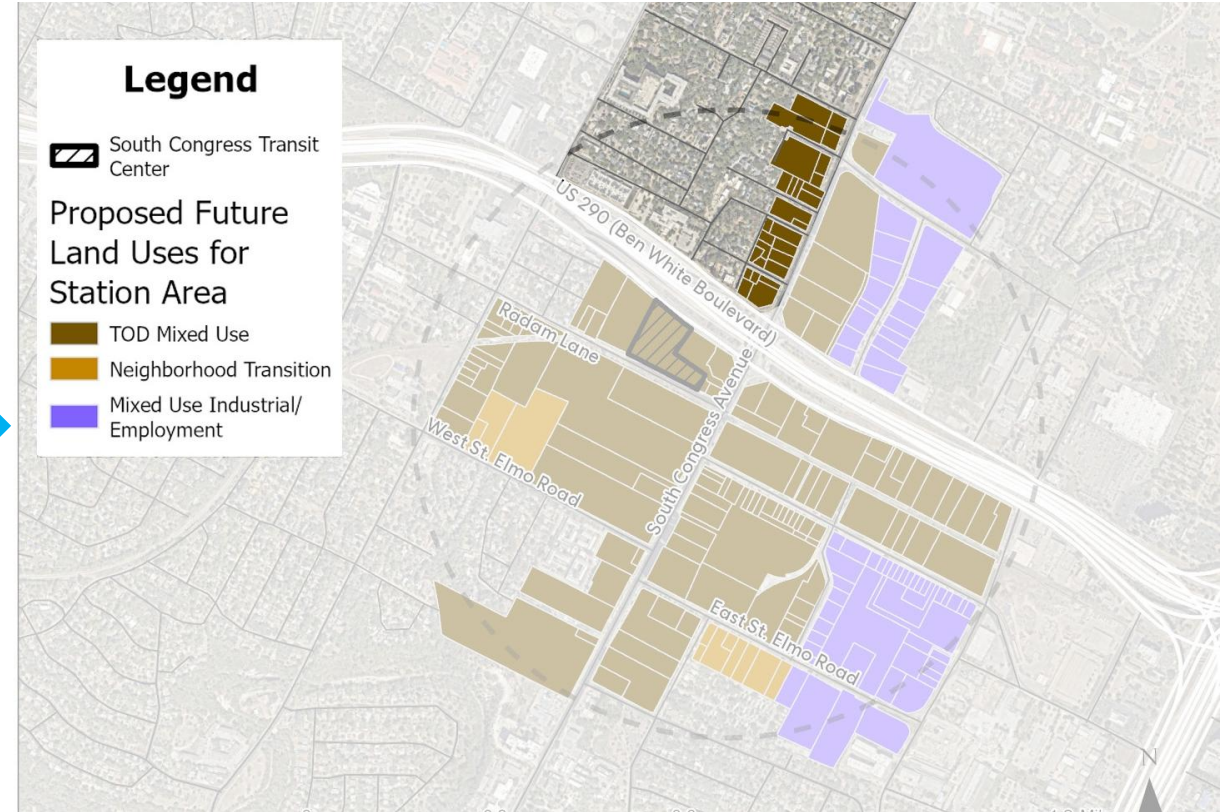 Legend
South Congress Transit
Center
Proposed Future
Land Uses for
Station Area
TOD Mixed Use
Neighborhood Transition
Mixed Use Industrial/
Employment
US 290 (Ben White Boulevard)
Radam Lane
South Congress Avenue
West St. Elmo Road
East St. Elmo Road
N